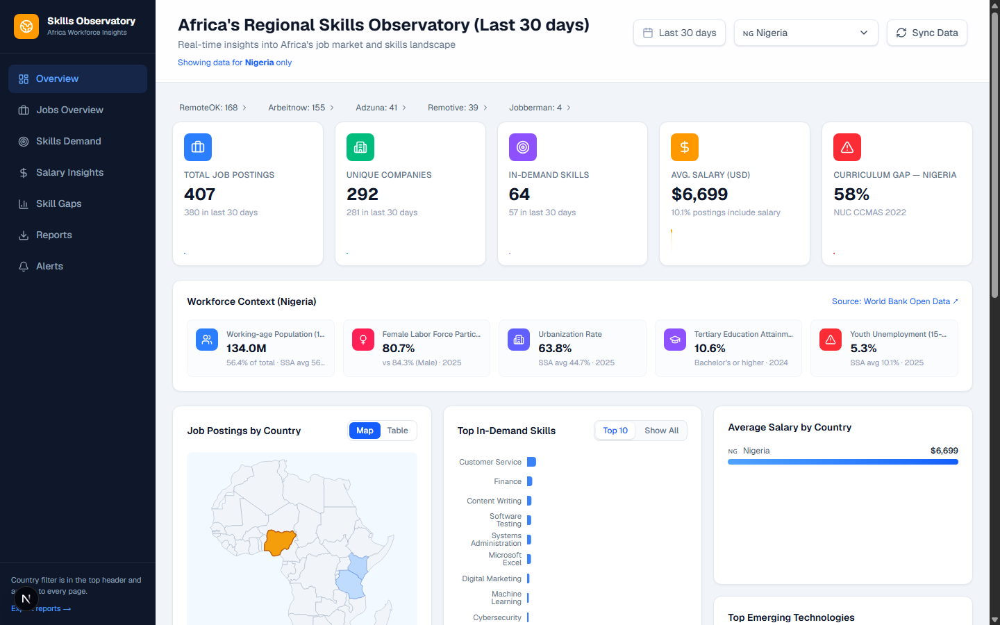 Skills Observatory
Africa Workforce Insights
Overview
Jobs Overview
Skills Demand
Salary Insights
Skill Gaps
Reports
Alerts
Country filter is in the top header and
to every page.
reports →
N
Africa's Regional Skills Observatory (Last 30 days)
Real-time insights into Africa's job market and skills landscape
Showing data for Nigeria only
Last 30 days
NG Nigeria
Sync Data
RemoteOK: 168 >
Arbeitnow: 155 >
Adzuna: 41 >
Remotive: 39 >
Jobberman: 4 >
TOTAL JOB POSTINGS
407
380 in last 30 days
UNIQUE COMPANIES
292
281 in last 30 days
IN-DEMAND SKILLS
64
57 in last 30 days
AVG. SALARY (USD)
$6,699
10.1% postings include salary
CURRICULUM GAP — NIGERIA
58%
NUC CCMAS 2022
Workforce Context (Nigeria)
Source: World Bank Open Data ↗
Working-age Population (1...
134.0M
56.4% of total · SSA avg 56...
Female Labor Force Partic...
80.7%
vs 84.3% (Male) · 2025
Urbanization Rate
63.8%
SSA avg 44.7% · 2025
Tertiary Education Attainm...
10.6%
Bachelor's or higher · 2024
Youth Unemployment (15-...
5.3%
SSA avg 10.1% · 2025
Job Postings by Country
Map
Table
Top In-Demand Skills
Top 10
Show All
Customer Service
Finance
Content Writing
Software
Testing
Systems
Administration
Microsoft
Excel
Digital Marketing
Machine
Learning
Cybersecurity
Average Salary by Country
NG Nigeria
$6,699
Top Emerging Technologies